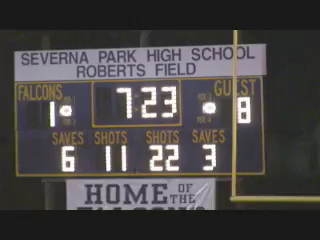 SEVERNA PARK HIGH SCHOOL
ROBERTS FIELD
FALCONS 7 23 GUEST
1 8
SAVES SHOTS SHOTS SAVES
6 11 22 3
HOME OF THE
FALCONS